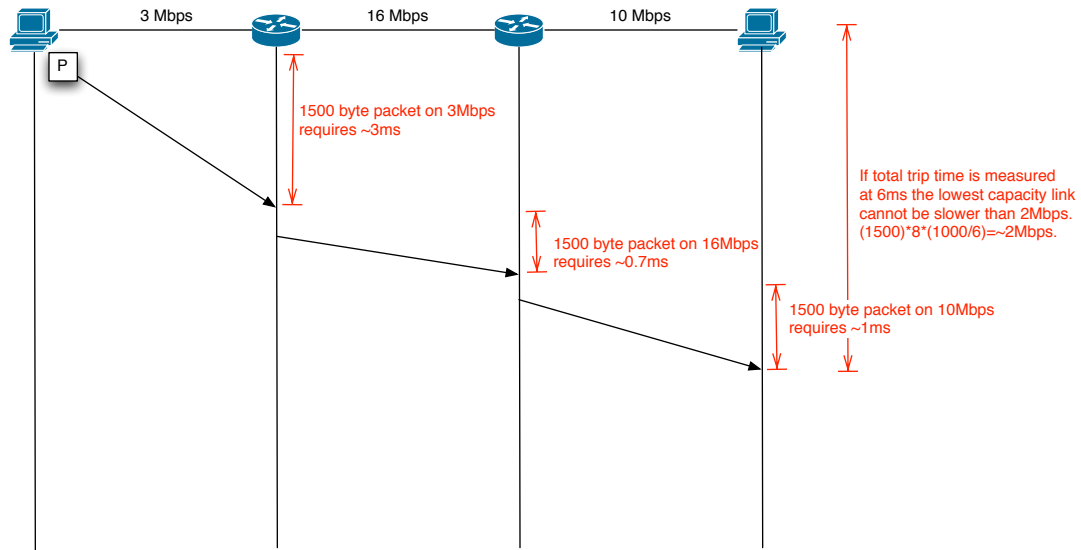 3 Mbps
16 Mbps
10 Mbps
P
1500 byte packet on 3Mbps
requires ~3ms
If total trip time is measured
at 6ms the lowest capacity link
cannot be slower than 2Mbps.
(1500)*8*(1000/6)=~2Mbps.
1500 byte packet on 16Mbps
requires ~0.7ms
1500 byte packet on 10Mbps
requires ~1ms